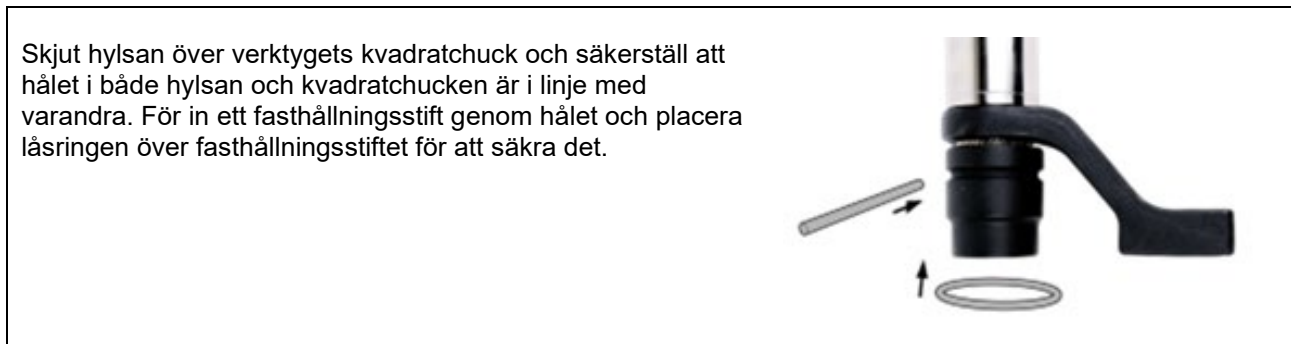 Skjut hylsan över verktygets kvadratchuck och säkerställ att
hålet i både hylsan och kvadratchucken är i linje med
varandra. För in ett fasthållningsstift genom hålet och placera
låsringen över fasthållningsstiftet för att säkra det.